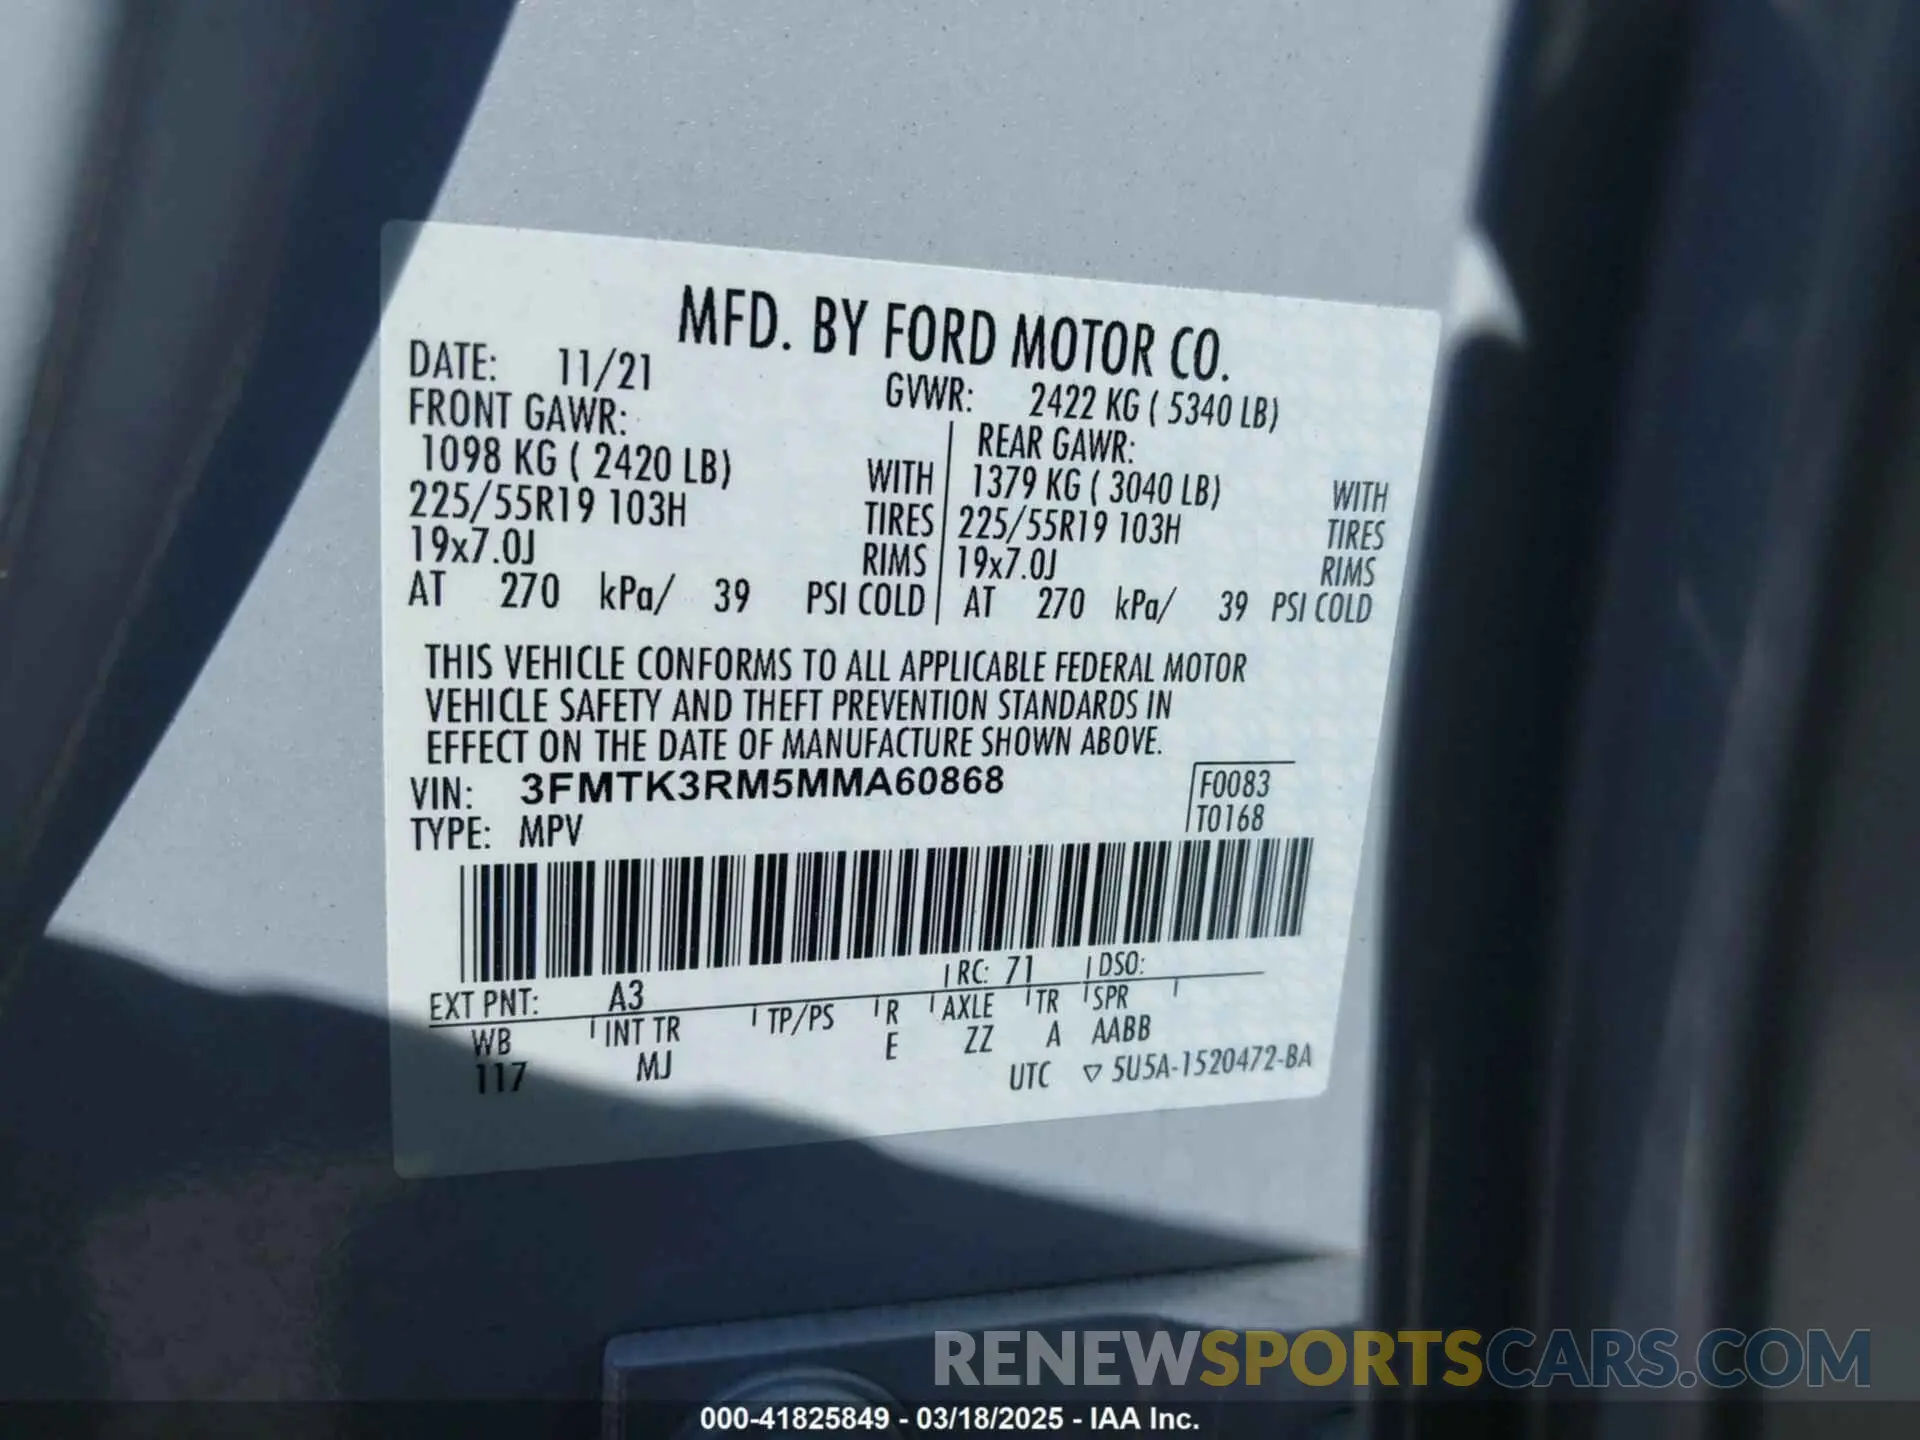 MFD. BY FORD MOTOR CO.
DATE: 11/21 GVWR: 2422 KG ( 5340 LB)
FRONT GAWR: REAR GAWR:
1098 KG ( 2420 LB) WITH 1379 KG ( 3040 LB) WITH
225/55R19 103H TIRES 225/55R19 103H TIRES
19x7.0J RIMS 19x7.0J RIMS
AT 270 kPa/ 39 PSI COLD AT 270 kPa/ 39 PSI COLD
THIS VEHICLE CONFORMS TO ALL APPLICABLE FEDERAL MOTOR
VEHICLE SAFETY AND THEFT PREVENTION STANDARDS IN
EFFECT ON THE DATE OF MANUFACTURE SHOWN ABOVE.
VIN: 3FMTK3RM5MMA60868 F0083
TYPE: MPV T0168
EXT PNT: A3 RC: 71 DSO:
WB INT TR TP/PS R AXLE TR SPR
117 MJ E ZZ A AABB
UTC ▽ 5U5A-1520472-BA
RENEWSPORTSCARS.COM
000-41825849 - 03/18/2025 - IAA Inc.